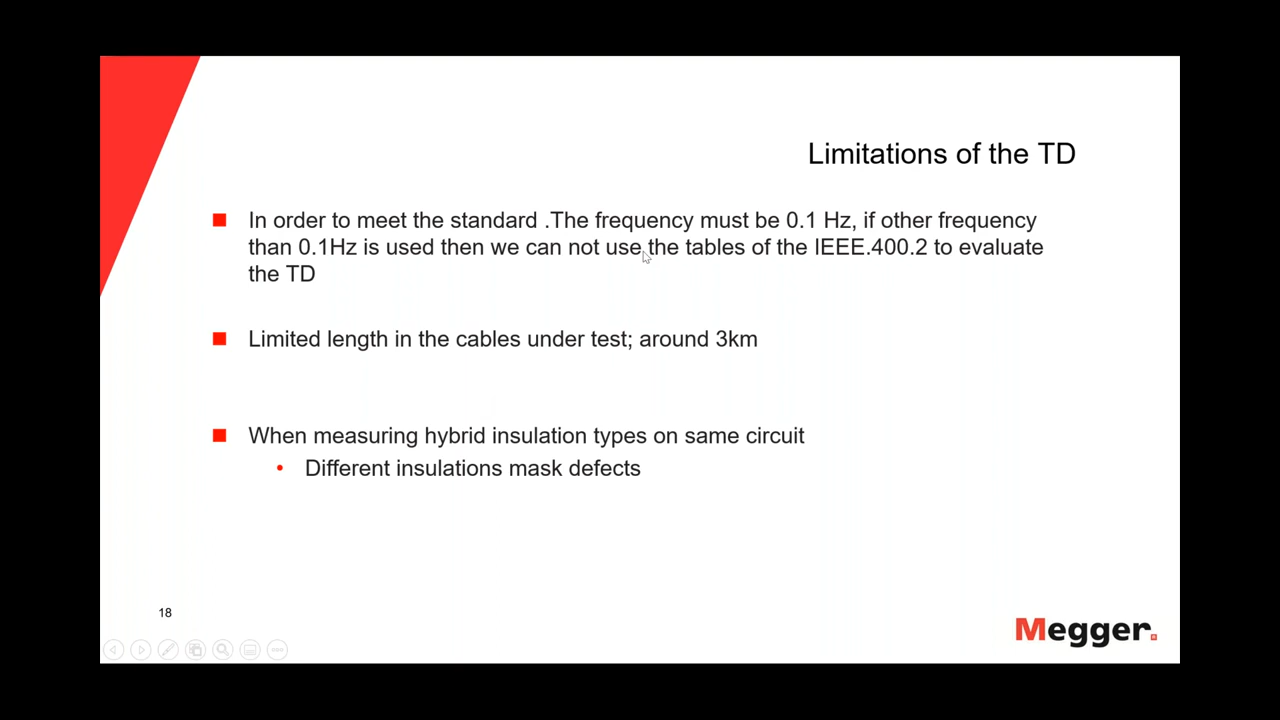 Limitations of the TD
In order to meet the standard .The frequency must be 0.1 Hz, if other frequency
than 0.1Hz is used then we can not use the tables of the IEEE.400.2 to evaluate
the TD
Limited length in the cables under test; around 3km
When measuring hybrid insulation types on same circuit
Different insulations mask defects
18
Megger.